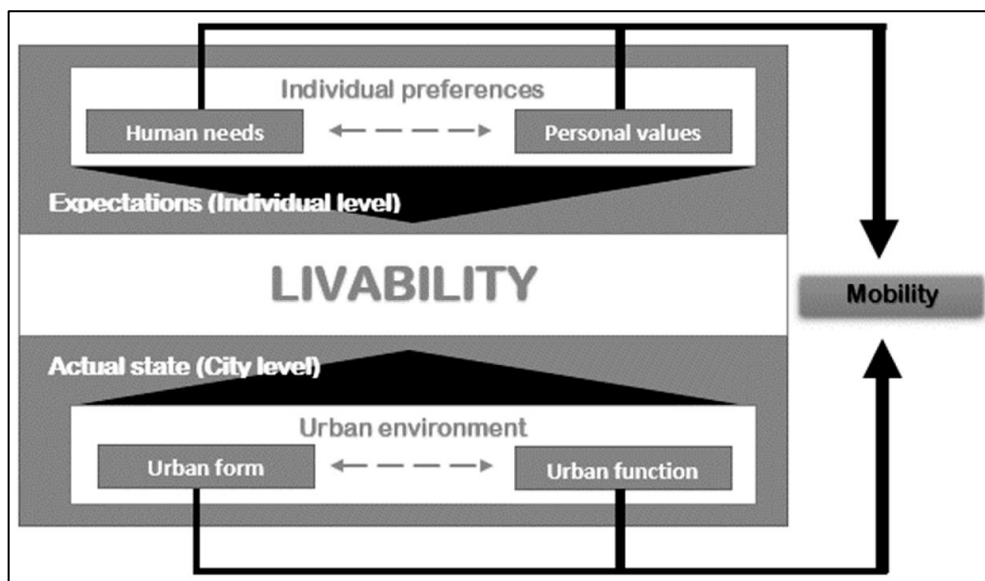 Individual preferences
Human needs
Personal values
Expectations (Individual level)
LIVABILITY
Mobility
Actual state (City level)
Urban environment
Urban form
Urban function